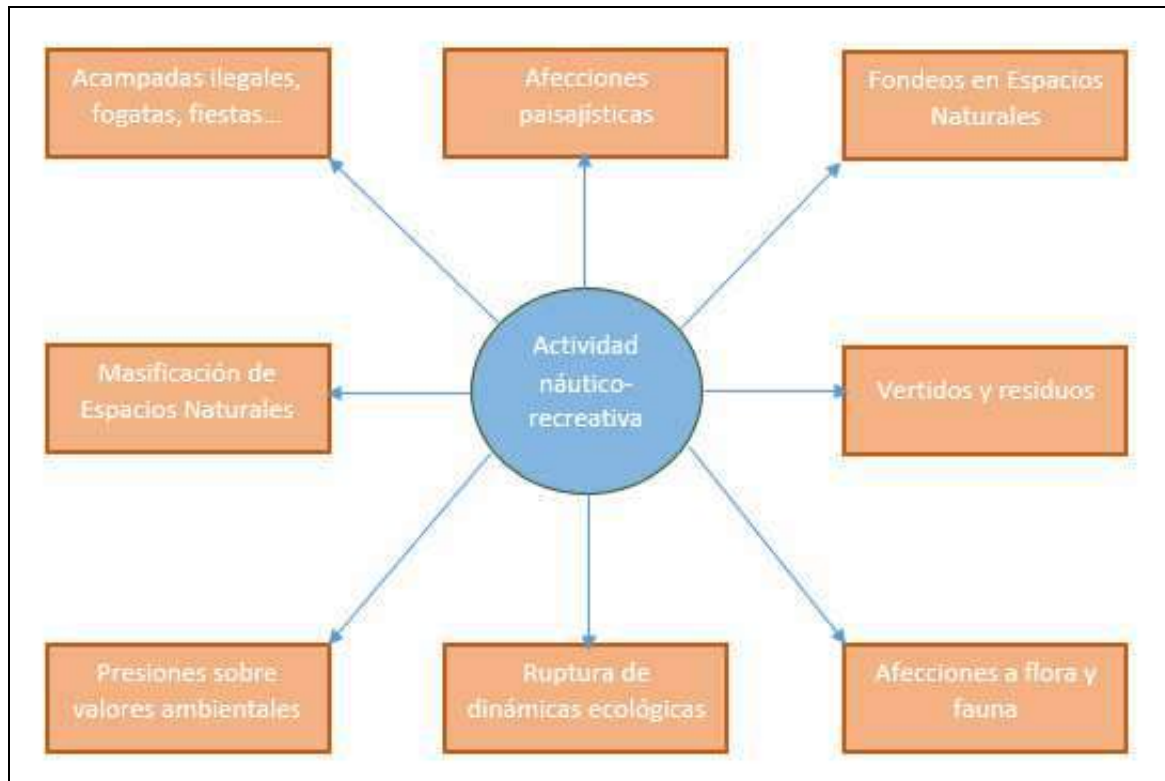 Acampadas ilegales,
fogatas, fiestas...
Afecciones
paisajísticas
Fondeos en Espacios
Naturales
Masificación de
Espacios Naturales
Actividad
náutico-
recreativa
Vertidos y residuos
Presiones sobre
valores ambientales
Ruptura de
dinámicas ecológicas
Afecciones a flora y
fauna